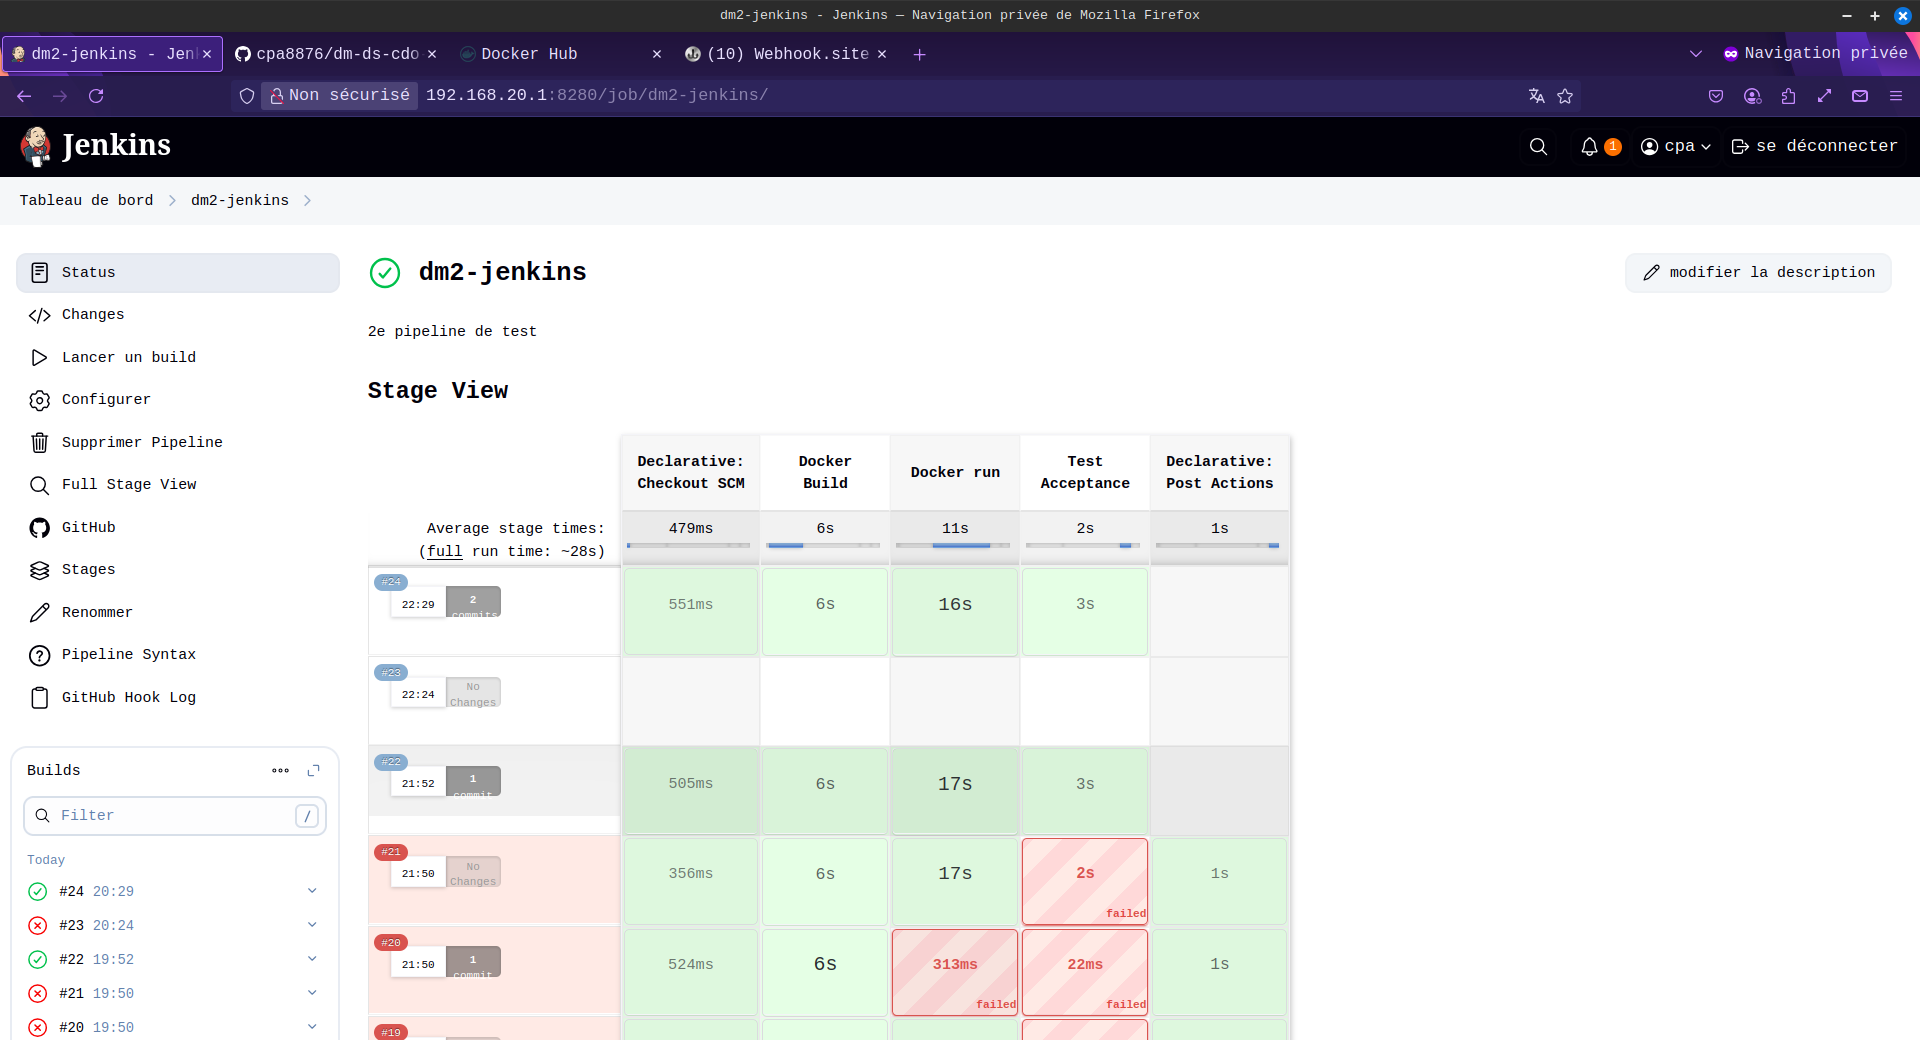 dm2-jenkins - Jenkins — Navigation privée de Mozilla Firefox
dm2-jenkins - Jen
cpa8876/dm-ds-cdo
Docker Hub
(10) Webhook.site
Navigation privée
Non sécurisé
192.168.20.1:8280/job/dm2-jenkins/
Jenkins
1
cpa
se déconnecter
Tableau de bord
dm2-jenkins
Status
Changes
Lancer un build
Configurer
Supprimer Pipeline
Full Stage View
GitHub
Stages
Renommer
Pipeline Syntax
GitHub Hook Log
Builds
Filter
/
Today
#24 20:29
#23 20:24
#22 19:52
#21 19:50
#20 19:50
dm2-jenkins
modifier la description
2e pipeline de test
Stage View
Declarative: Checkout SCM
Docker Build
Docker run
Test Acceptance
Declarative: Post Actions
Average stage times:
(full run time: ~28s)
479ms
6s
11s
2s
1s
#24
22:29
2 commits
551ms
6s
16s
3s
#23
22:24
No Changes
#22
21:52
1 commit
505ms
6s
17s
3s
#21
21:50
No Changes
356ms
6s
17s
2s
failed
1s
#20
21:50
1 commit
524ms
6s
313ms
failed
22ms
failed
1s
#19